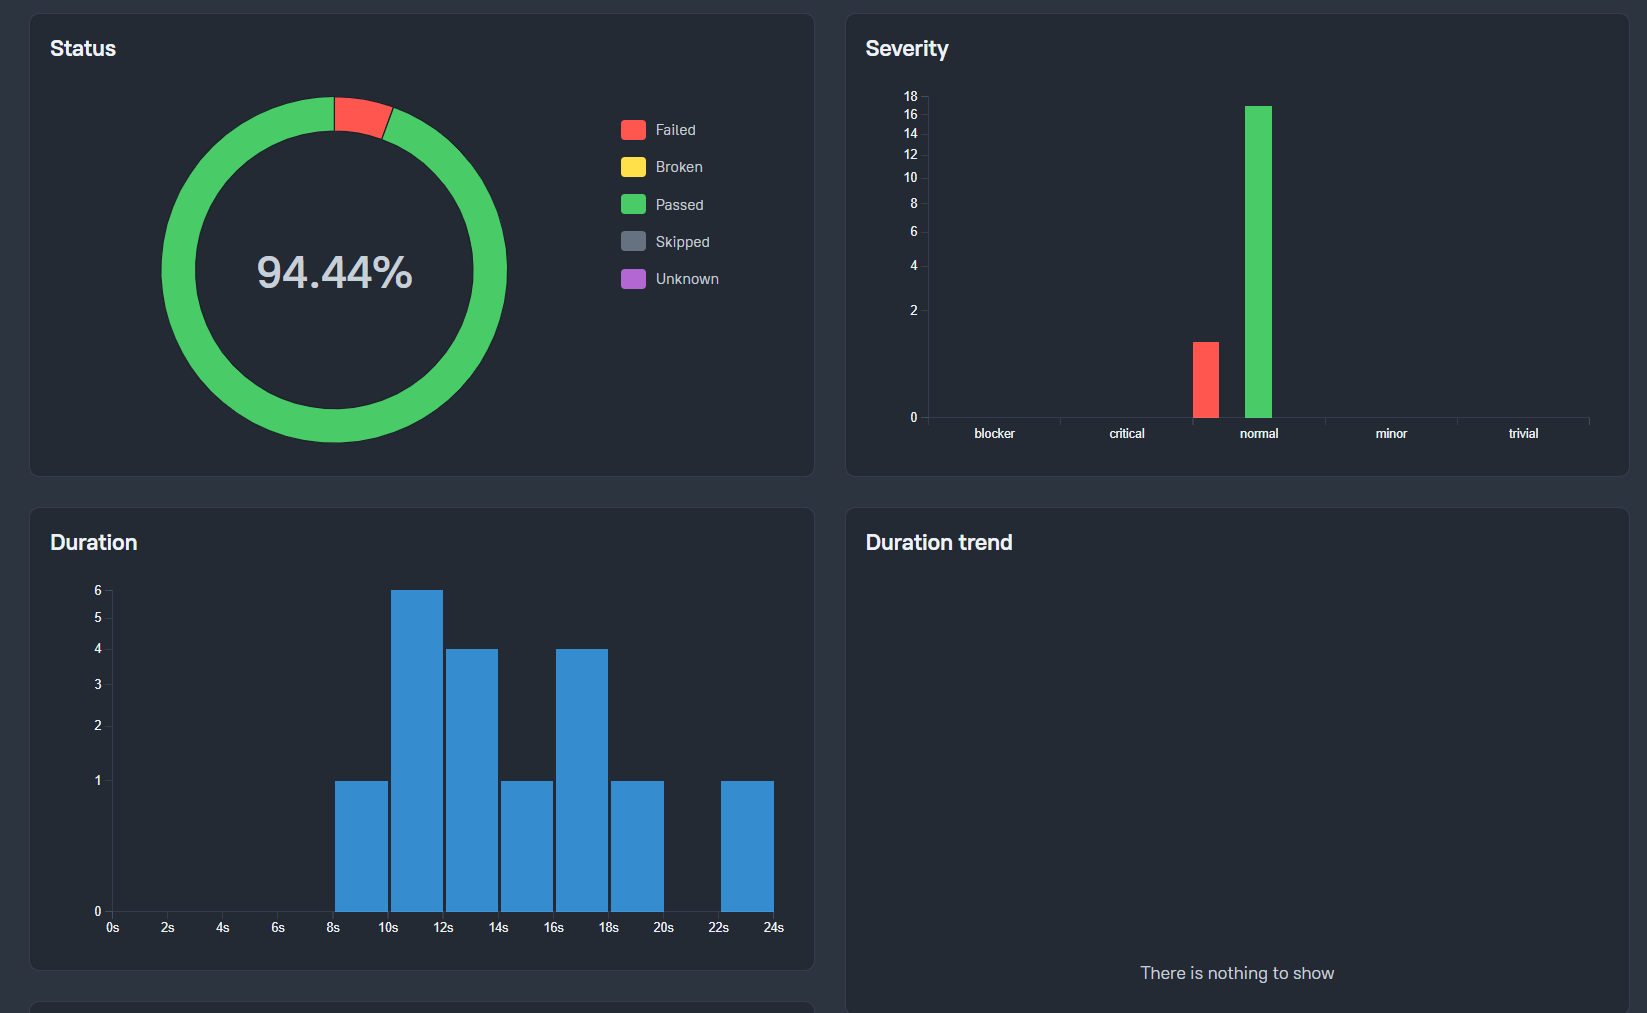 Status
94.44%
Failed
Broken
Passed
Skipped
Unknown
Severity
18
16
14
12
10
8
6
4
2
0
blocker critical normal minor trivial
Duration
6
5
4
3
2
1
0
0s 2s 4s 6s 8s 10s 12s 14s 16s 18s 20s 22s 24s
Duration trend
There is nothing to show